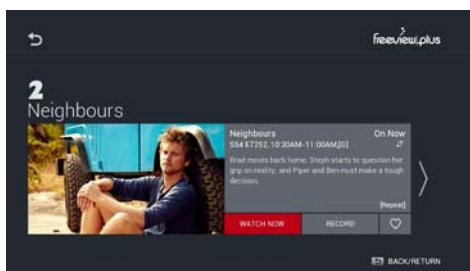 freeview.plus
2
Neighbours
Neighbours On Now
S54 E7252, 10:30AM-11:00AM,[G]
Brad moves back home; Steph starts to question her
grip on reality; and Piper and Ben must make a tough
decision.
[Repeat]
WATCH NOW RECORD
BACK/RETURN